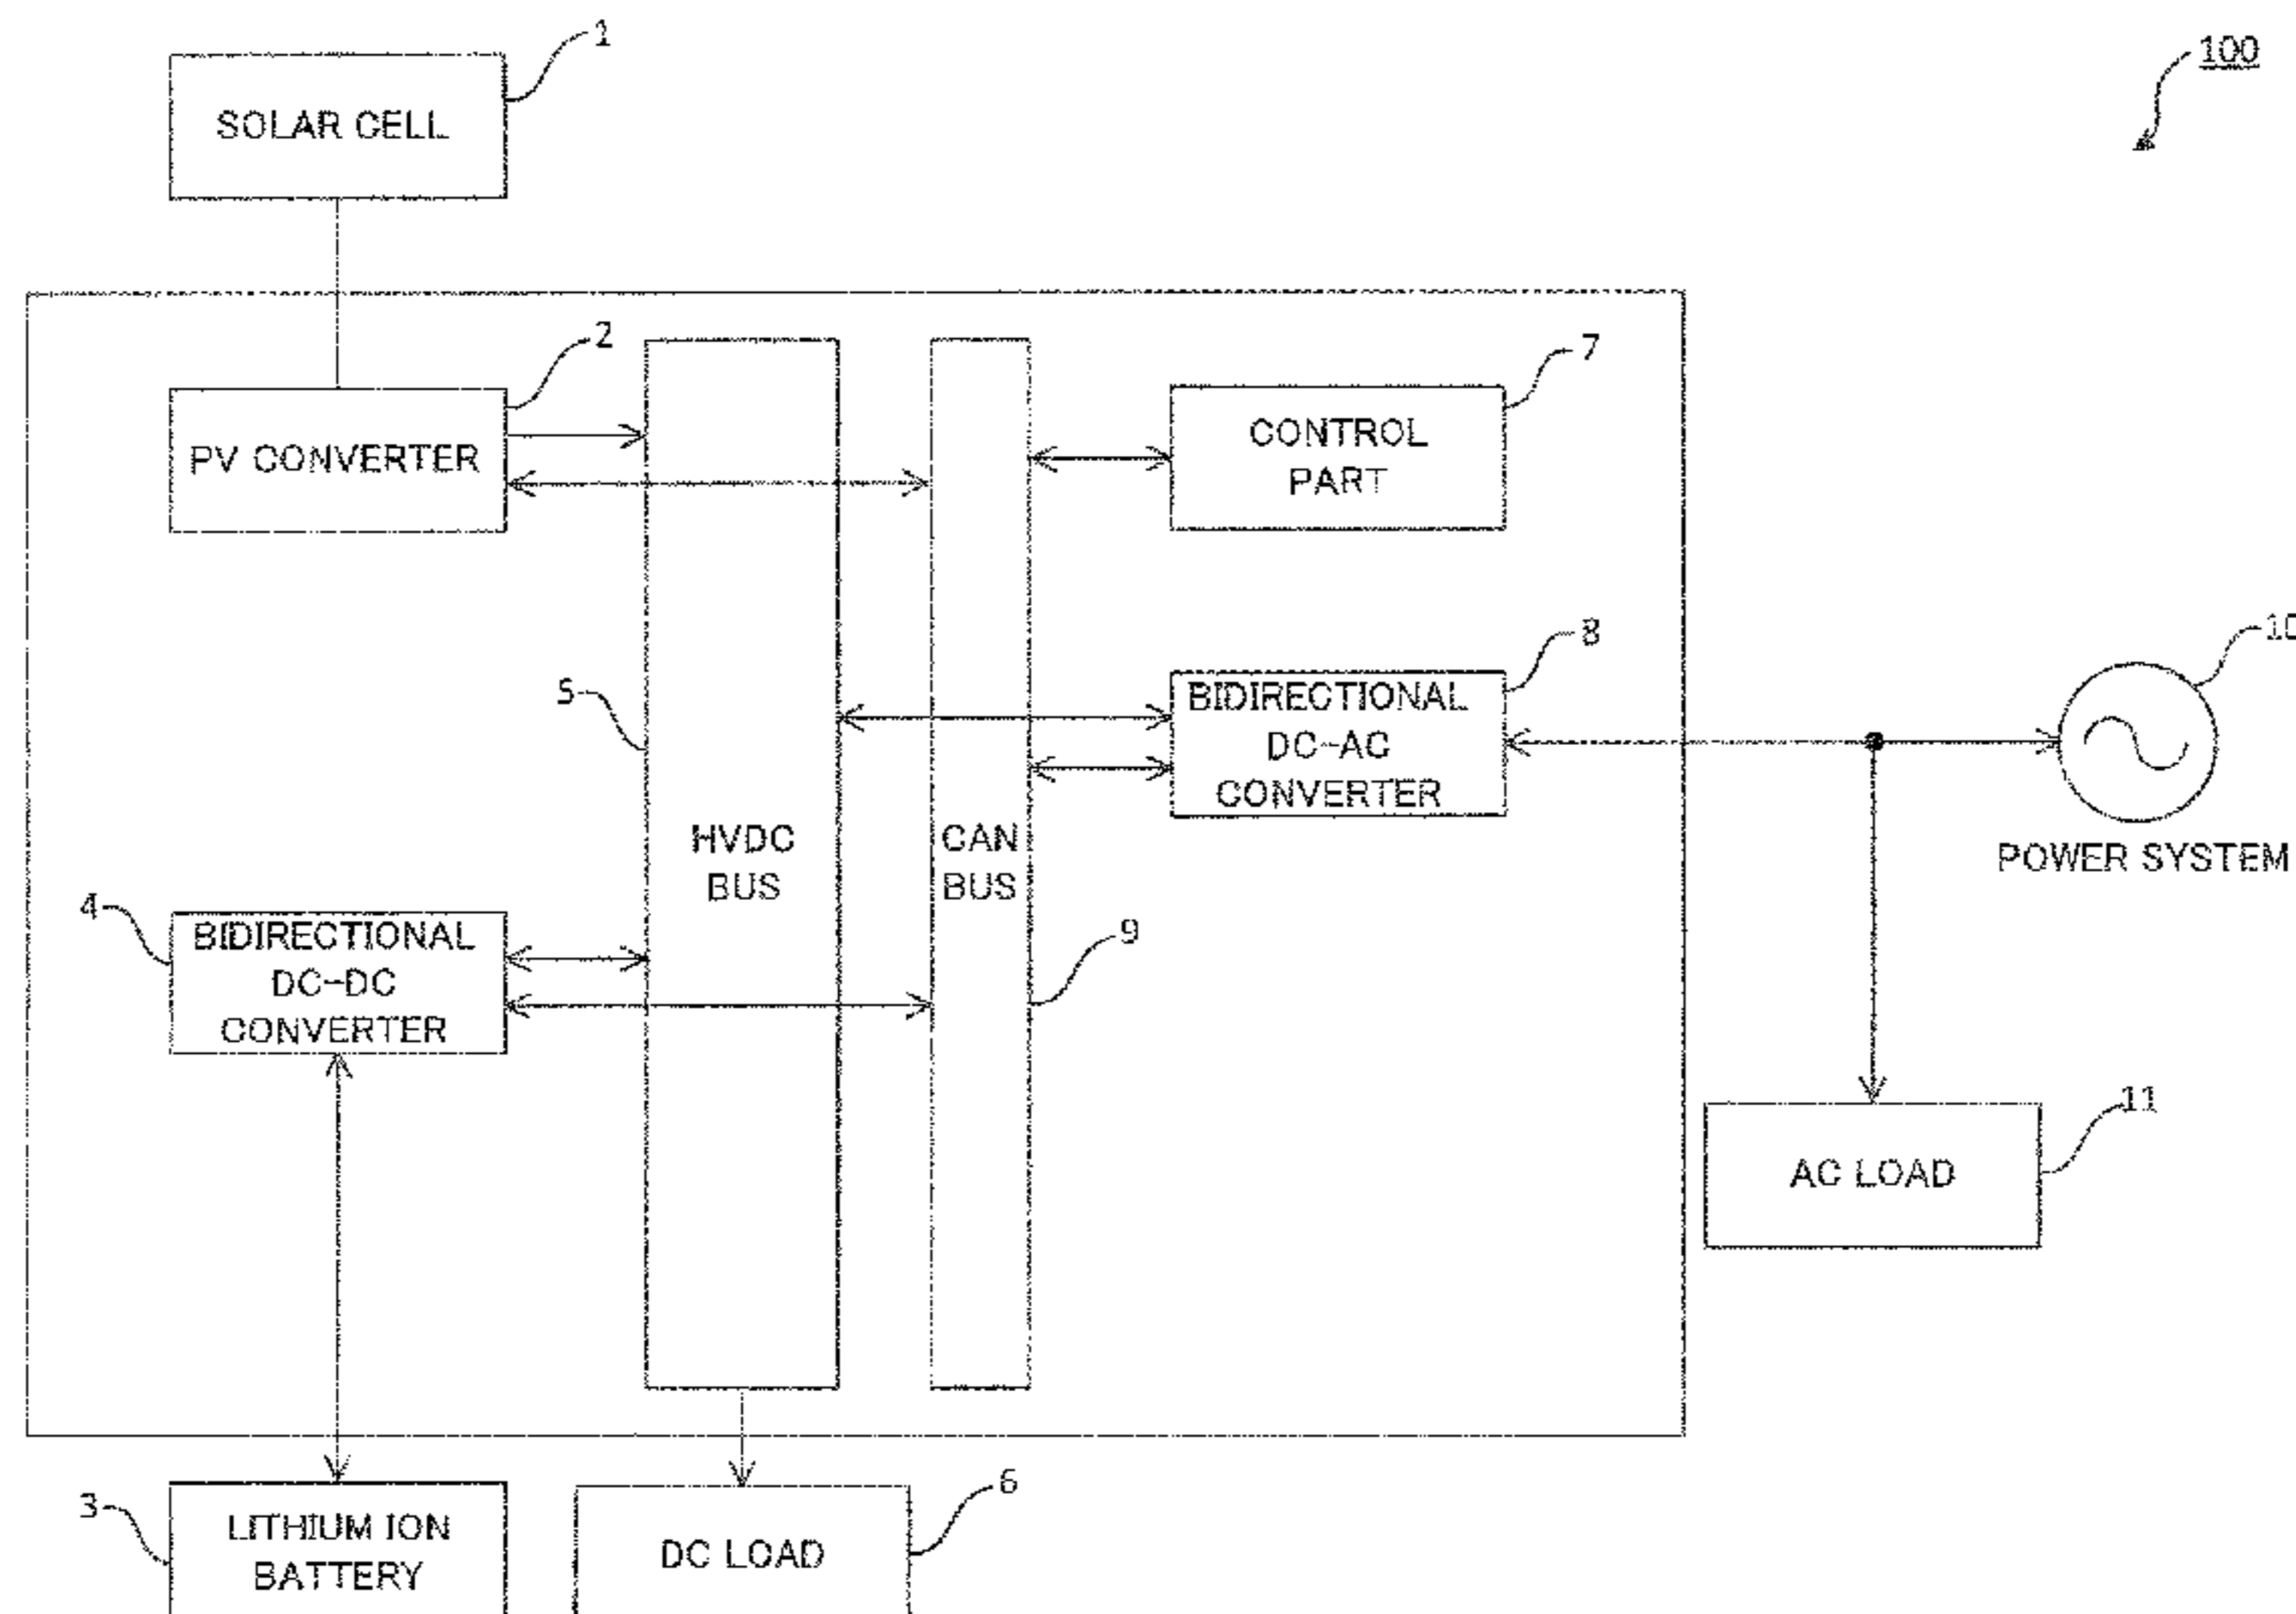 1
100
SOLAR CELL
2
7
PV CONVERTER
CONTROL
PART
8
10
5
BIDIRECTIONAL
DC-AC
CONVERTER
HVDC
BUS
CAN
BUS
POWER SYSTEM
4
9
BIDIRECTIONAL
DC-DC
CONVERTER
11
AC LOAD
3
6
LITHIUM ION
BATTERY
DC LOAD